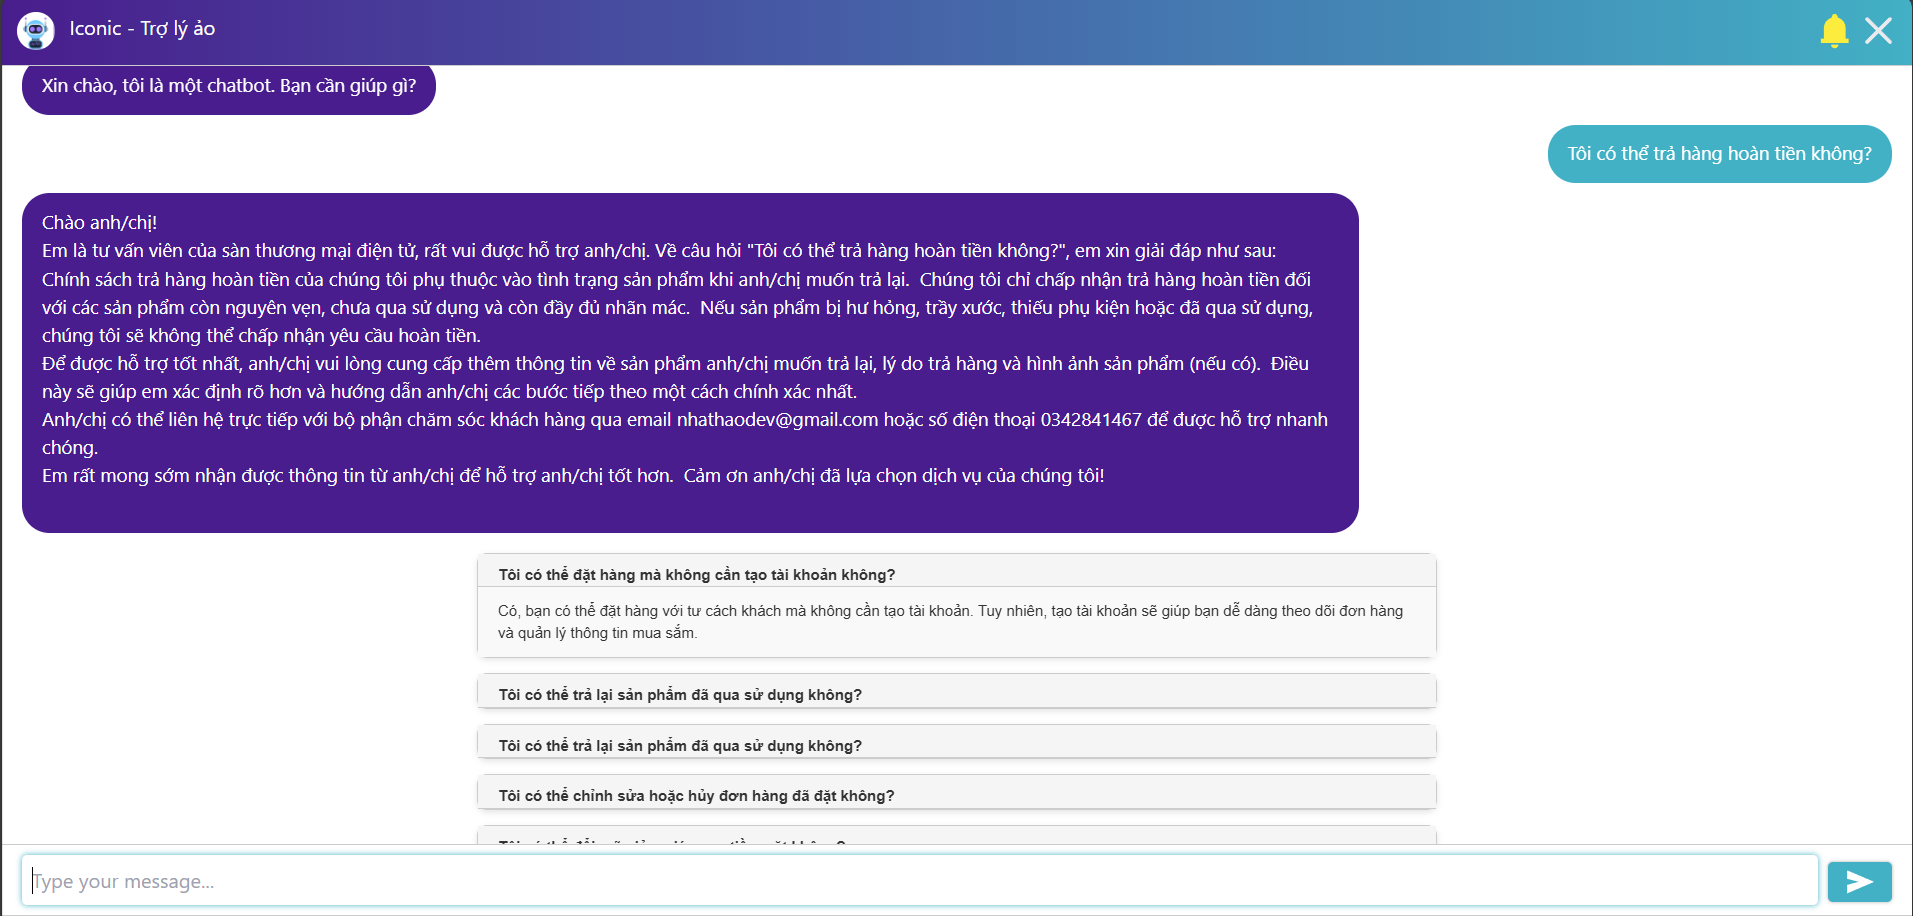 Iconic - Trợ lý ảo
Xin chào, tôi là một chatbot. Bạn cần giúp gì?
Tôi có thể trả hàng hoàn tiền không?
Chào anh/chị!
Em là tư vấn viên của sàn thương mại điện tử, rất vui được hỗ trợ anh/chị. Về câu hỏi "Tôi có thể trả hàng hoàn tiền không?", em xin giải đáp như sau:
Chính sách trả hàng hoàn tiền của chúng tôi phụ thuộc vào tình trạng sản phẩm khi anh/chị muốn trả lại. Chúng tôi chỉ chấp nhận trả hàng hoàn tiền đối
với các sản phẩm còn nguyên vẹn, chưa qua sử dụng và còn đầy đủ nhãn mác. Nếu sản phẩm bị hư hỏng, trầy xước, thiếu phụ kiện hoặc đã qua sử dụng,
chúng tôi sẽ không thể chấp nhận yêu cầu hoàn tiền.
Để được hỗ trợ tốt nhất, anh/chị vui lòng cung cấp thêm thông tin về sản phẩm anh/chị muốn trả lại, lý do trả hàng và hình ảnh sản phẩm (nếu có). Điều
này sẽ giúp em xác định rõ hơn và hướng dẫn anh/chị các bước tiếp theo một cách chính xác nhất.
Anh/chị có thể liên hệ trực tiếp với bộ phận chăm sóc khách hàng qua email nhathaodev@gmail.com hoặc số điện thoại 0342841467 để được hỗ trợ nhanh
chóng.
Em rất mong sớm nhận được thông tin từ anh/chị để hỗ trợ anh/chị tốt hơn. Cảm ơn anh/chị đã lựa chọn dịch vụ của chúng tôi!
Tôi có thể đặt hàng mà không cần tạo tài khoản không?
Có, bạn có thể đặt hàng với tư cách khách mà không cần tạo tài khoản. Tuy nhiên, tạo tài khoản sẽ giúp bạn dễ dàng theo dõi đơn hàng
và quản lý thông tin mua sắm.
Tôi có thể trả lại sản phẩm đã qua sử dụng không?
Tôi có thể trả lại sản phẩm đã qua sử dụng không?
Tôi có thể chỉnh sửa hoặc hủy đơn hàng đã đặt không?
Type your message...